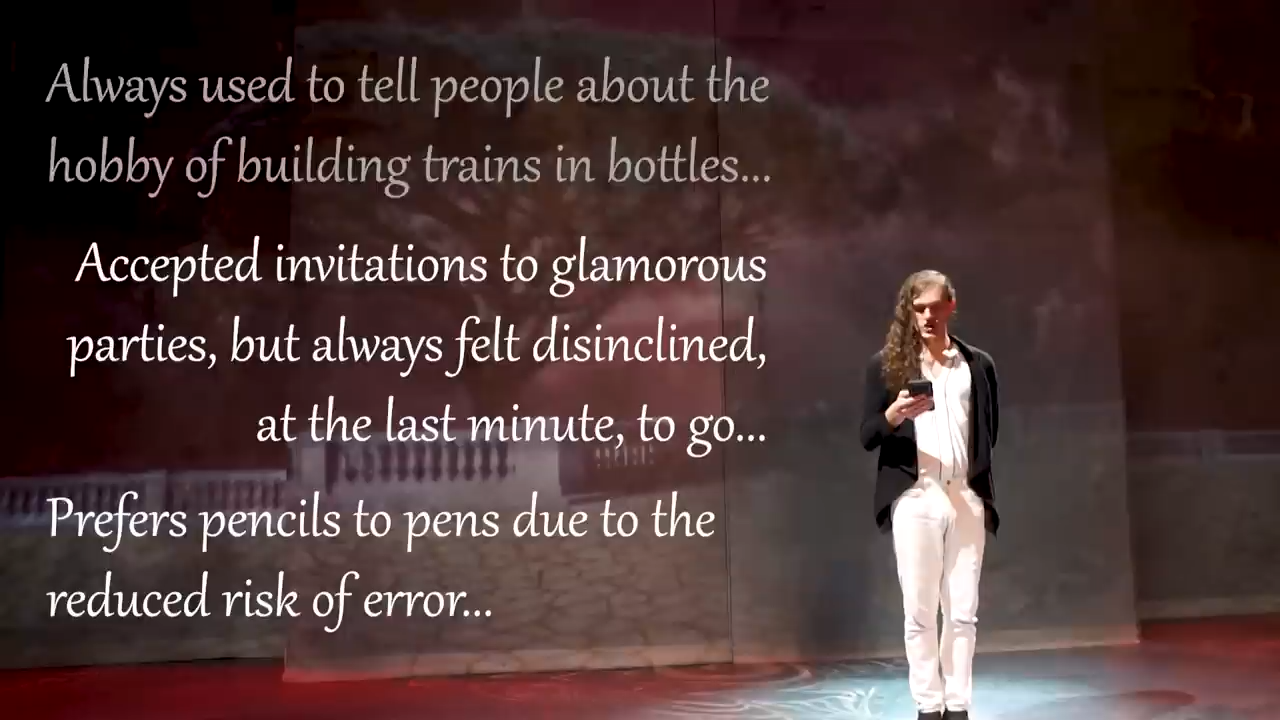 Always used to tell people about the
hobby of building trains in bottles...
Accepted invitations to glamorous
parties, but always felt disinclined,
at the last minute, to go...
Prefers pencils to pens due to the
reduced risk of error...